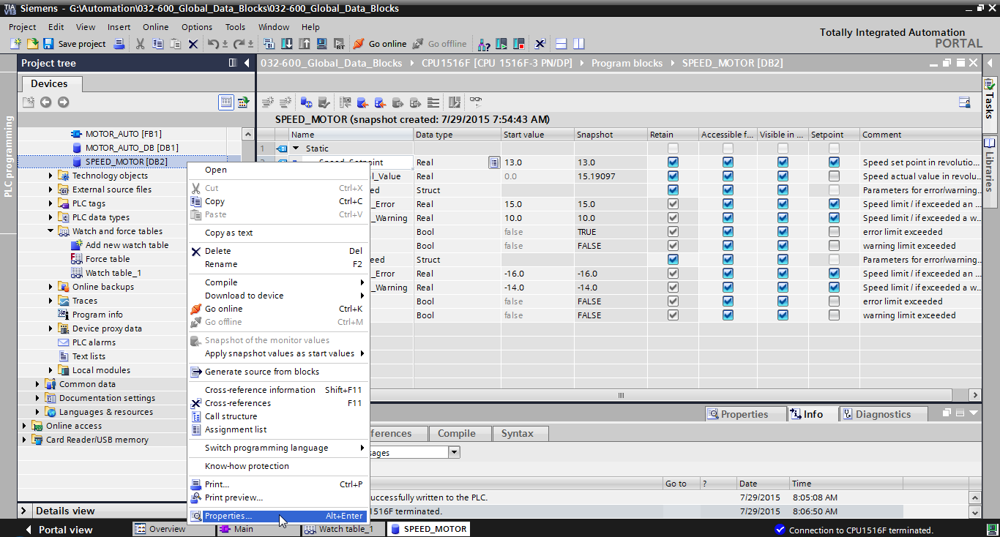 TIA V13 Siemens - G:\Automation\032-600_Global_Data_Blocks\032-600_Global_Data_Blocks
Project Edit View Insert Online Options Tools Window Help
Totally Integrated Automation
PORTAL
Save project Go online Go offline
Project tree
032-600_Global_Data_Blocks CPU1516F [CPU 1516F-3 PN/DP] Program blocks SPEED_MOTOR [DB2]
Devices
PLC programming
Tasks
Libraries
MOTOR_AUTO [FB1]
MOTOR_AUTO_DB [DB1]
SPEED_MOTOR [DB2]
Technology objects
External source files
PLC tags
PLC data types
Watch and force tables
Add new watch table
Force table
Watch table_1
Online backups
Traces
Program info
Device proxy data
PLC alarms
Text lists
Local modules
Common data
Documentation settings
Languages & resources
Online access
Card Reader/USB memory
Details view
Open
Cut Ctrl+X
Copy Ctrl+C
Paste Ctrl+V
Copy as text
Delete Del
Rename F2
Compile
Download to device
Go online Ctrl+K
Go offline Ctrl+M
Snapshot of the monitor values
Apply snapshot values as start values
Generate source from blocks
Cross-reference information Shift+F11
Cross-references F11
Call structure
Assignment list
Switch programming language
Know-how protection
Print... Ctrl+P
Print preview...
Properties... Alt+Enter
SPEED_MOTOR (snapshot created: 7/29/2015 7:54:43 AM)
Name Data type Start value Snapshot Retain Accessible f... Visible in ... Setpoint Comment
1 Static
Real 13.0 13.0 Speed set point in revolutio...
l_Value Real 0.0 15.19097 Speed actual value in revolu...
ed Struct Parameters for error/warning...
_Error Real 15.0 15.0 Speed limit / if exceeded an ...
_Warning Real 10.0 10.0 Speed limit / if exceeded a w...
Bool false TRUE error limit exceeded
Bool false FALSE warning limit exceeded
eed Struct Parameters for error/warning...
_Error Real -16.0 -16.0 Speed limit / if exceeded an ...
_Warning Real -14.0 -14.0 Speed limit / if exceeded a w...
Bool false FALSE error limit exceeded
Bool false FALSE warning limit exceeded
Properties Info Diagnostics
ferences Compile Syntax
sages
Go to ? Date Time
uccessfully written to the PLC. 7/29/2015 8:05:08 AM
1516F terminated. 7/29/2015 8:06:50 AM
Portal view Overview Main Watch table_1 SPEED_MOTOR Connection to CPU1516F terminated.